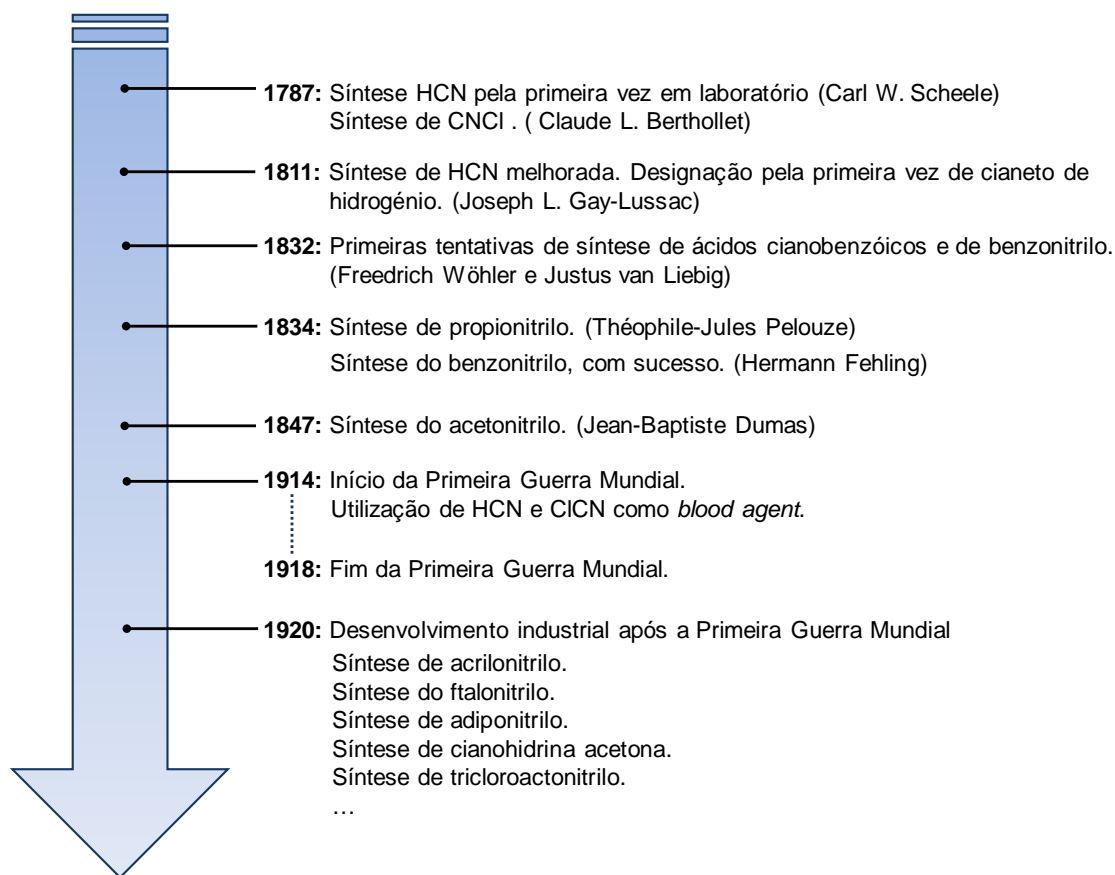 1787: Síntese HCN pela primeira vez em laboratório (Carl W. Scheele)
Síntese de CNCl . ( Claude L. Berthollet)
1811: Síntese de HCN melhorada. Designação pela primeira vez de cianeto de
hidrogénio. (Joseph L. Gay-Lussac)
1832: Primeiras tentativas de síntese de ácidos cianobenzóicos e de benzonitrilo.
(Freedrich Wöhler e Justus van Liebig)
1834: Síntese de propionitrilo. (Théophile-Jules Pelouze)
Síntese do benzonitrilo, com sucesso. (Hermann Fehling)
1847: Síntese do acetonitrilo. (Jean-Baptiste Dumas)
1914: Início da Primeira Guerra Mundial.
Utilização de HCN e ClCN como blood agent.
1918: Fim da Primeira Guerra Mundial.
1920: Desenvolvimento industrial após a Primeira Guerra Mundial
Síntese de acrilonitrilo.
Síntese do ftalonitrilo.
Síntese de adiponitrilo.
Síntese de cianohidrina acetona.
Síntese de tricloroactonitrilo.
…